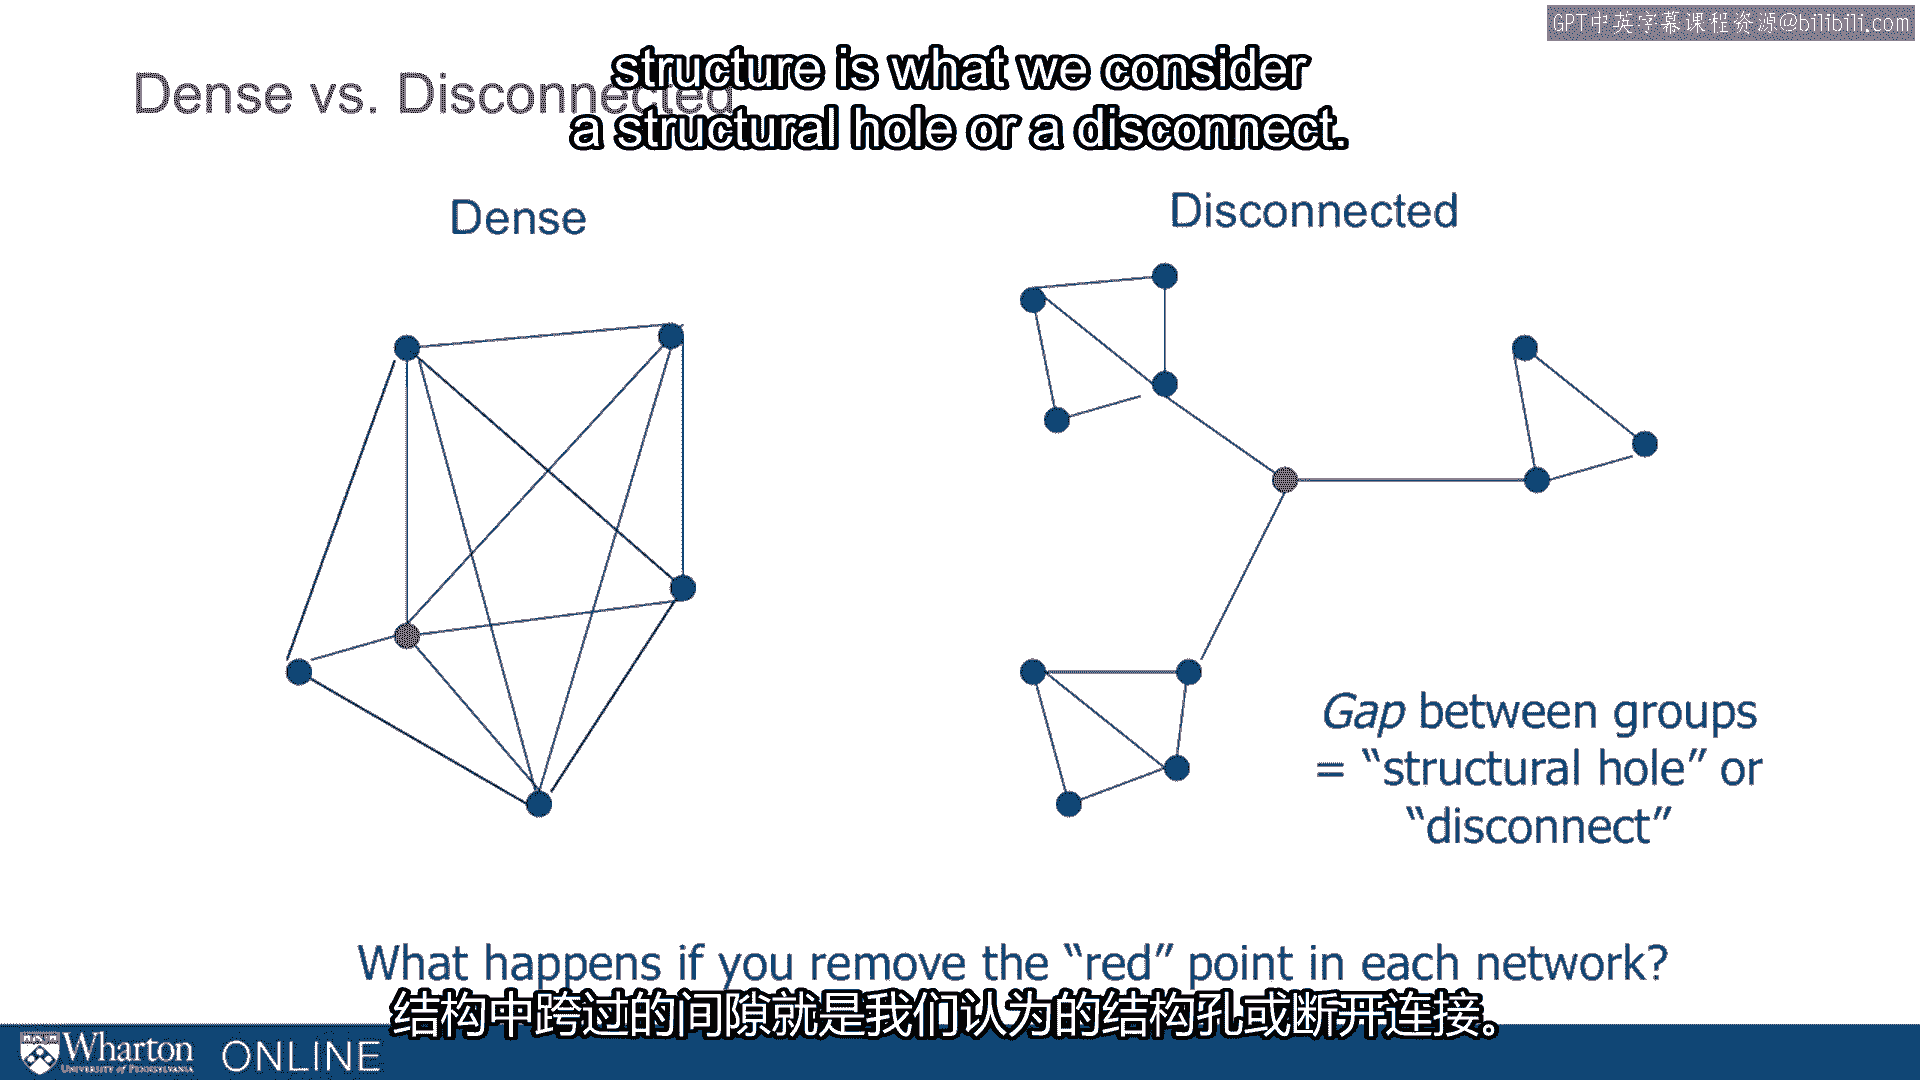 GPT中英字幕课程资源@bilibili.com
structure is what we consider
a structural hole or a disconnect.
Dense vs. Disconnected
Dense
Disconnected
Gap between groups
= “structural hole” or
“disconnect”
What happens if you remove the “red” point in each network?
结构中跨过的间隙就是我们认为的结构孔或断开连接。
Wharton
UNIVERSITY of PENNSYLVANIA
ONLINE